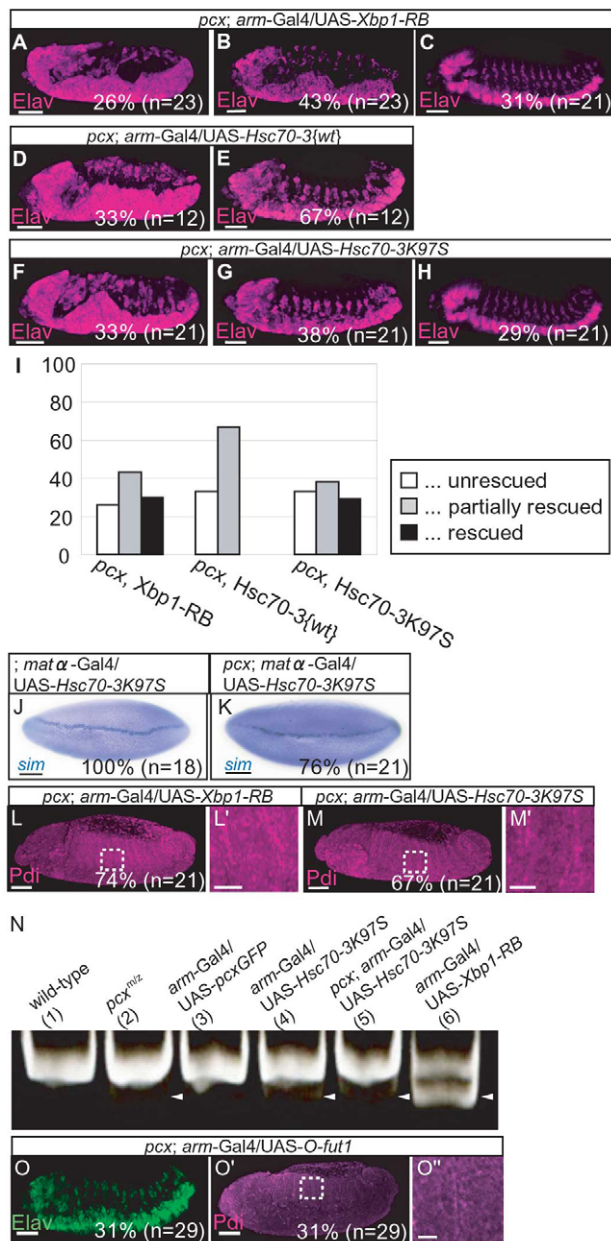 pcx; arm-Gal4/UAS-Xbp1-RB
A B C
Elav 26% (n=23) Elav 43% (n=23) Elav 31% (n=21)
pcx; arm-Gal4/UAS-Hsc70-3{wt}
D E
Elav 33% (n=12) Elav 67% (n=12)
pcx; arm-Gal4/UAS-Hsc70-3K97S
F G H
Elav 33% (n=21) Elav 38% (n=21) Elav 29% (n=21)
I
100
80
60
40
20
0
... unrescued
... partially rescued
... rescued
pcx, Xbp1-RB
pcx, Hsc70-3{wt}
pcx, Hsc70-3K97S
; mat α-Gal4/
UAS-Hsc70-3K97S
pcx; mat α-Gal4/
UAS-Hsc70-3K97S
J K
sim 100% (n=18) sim 76% (n=21)
pcx; arm-Gal4/UAS-Xbp1-RB pcx; arm-Gal4/UAS-Hsc70-3K97S
L L' M M'
Pdi 74% (n=21) 67% (n=21)
N
wild-type
(1)
pcx m/z
(2)
arm-Gal4/
UAS-pcxGFP
(3)
arm-Gal4/
UAS-Hsc70-3K97S
(4)
pcx; arm-Gal4/
UAS-Hsc70-3K97S
(5)
arm-Gal4/
UAS-Xbp1-RB
(6)
pcx; arm-Gal4/UAS-O-fut1
O O' O"
Elav 31% (n=29) Pdi 31% (n=29)